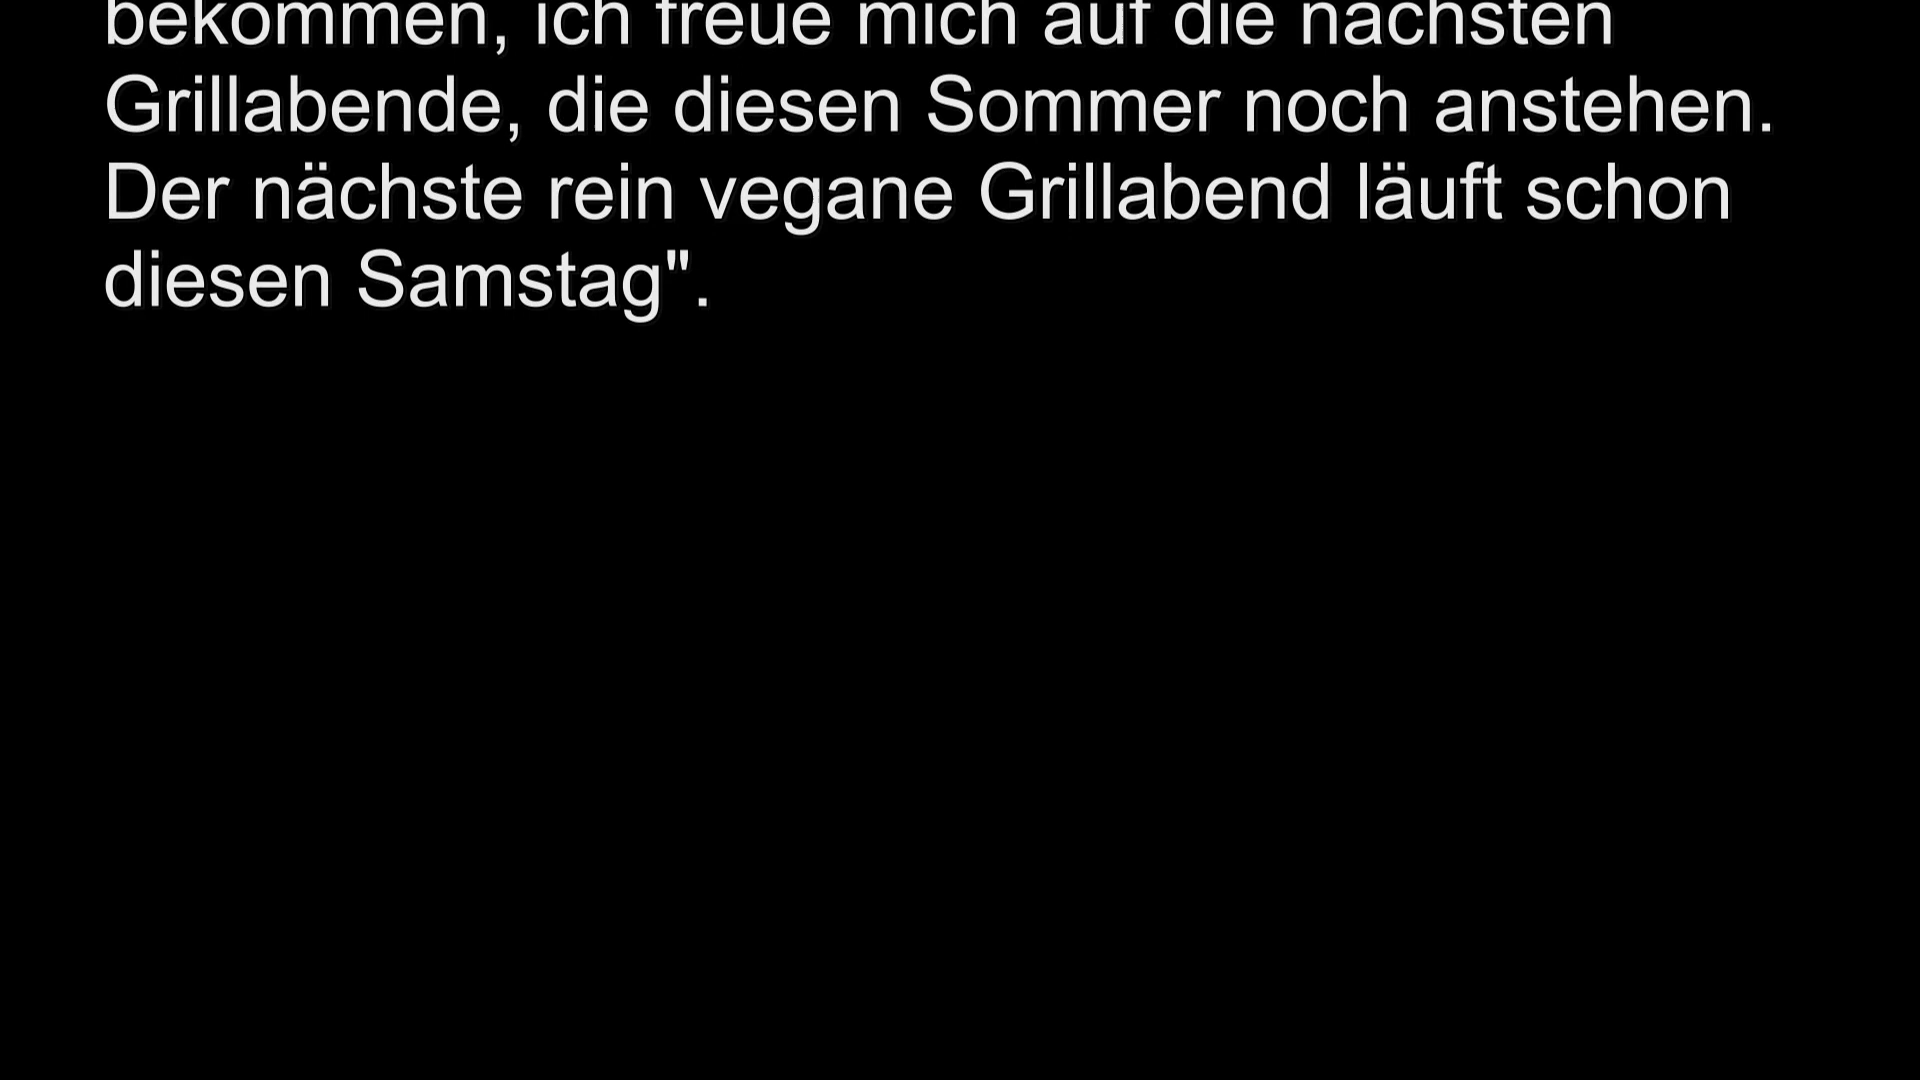 bekommen, ich freue mich auf die nächsten
Grillabende, die diesen Sommer noch anstehen.
Der nächste rein vegane Grillabend läuft schon
diesen Samstag".